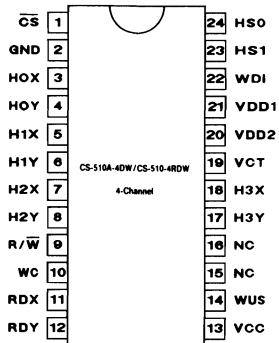 C̅S̅ 1 24 HS0
GND 2 23 HS1
H0X 3 22 WDI
H0Y 4 21 VDD1
H1X 5 20 VDD2
H1Y 6 19 VCT
CS-510A-4DW/CS-510-4RDW
H2X 7 18 H3X
4-Channel
H2Y 8 17 H3Y
R/W̅ 9 16 NC
WC 10 15 NC
RDX 11 14 WUS
RDY 12 13 VCC